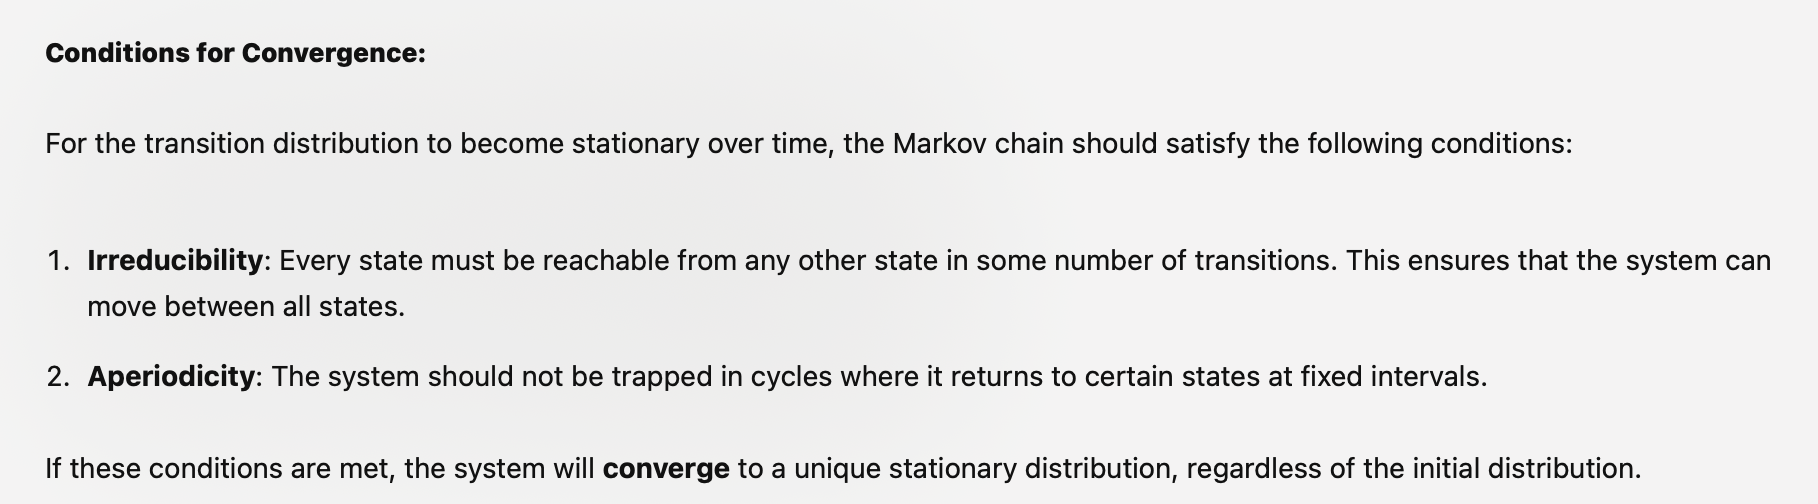 Conditions for Convergence:
For the transition distribution to become stationary over time, the Markov chain should satisfy the following conditions:
1. Irreducibility: Every state must be reachable from any other state in some number of transitions. This ensures that the system can
move between all states.
2. Aperiodicity: The system should not be trapped in cycles where it returns to certain states at fixed intervals.
If these conditions are met, the system will converge to a unique stationary distribution, regardless of the initial distribution.